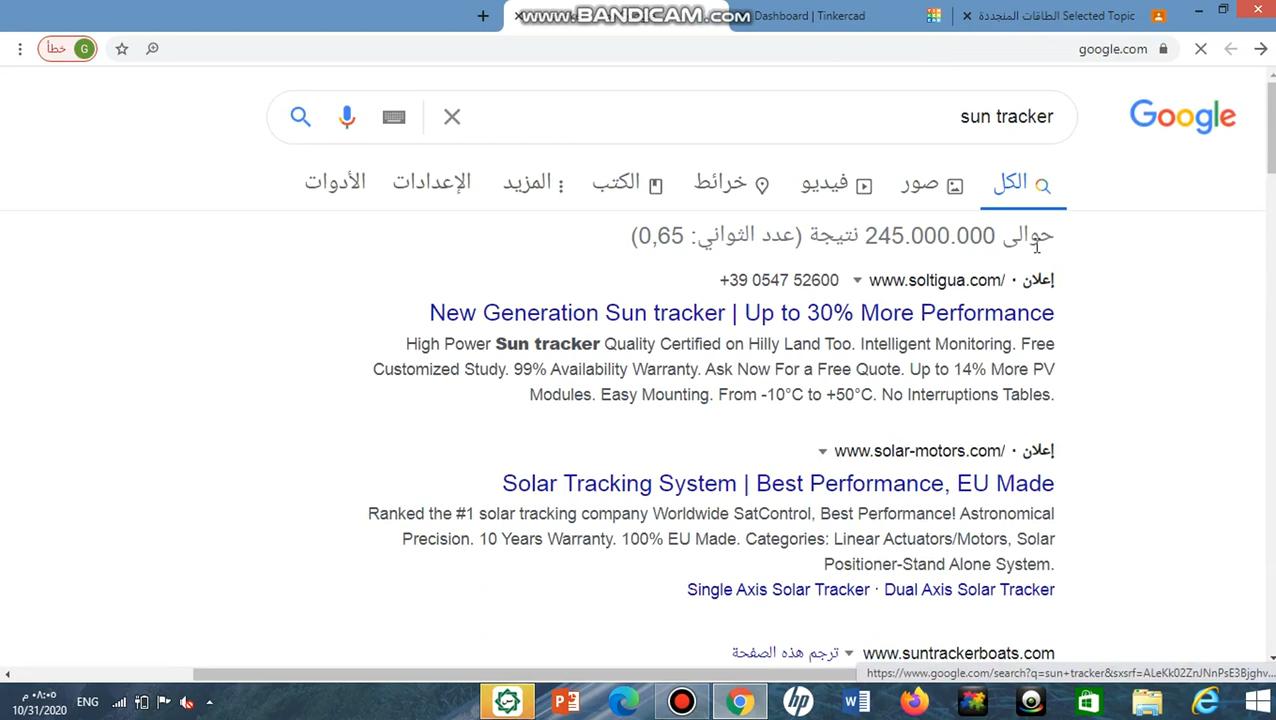 www.BANDICAM.com
Dashboard | Tinkercad
الطاقات المتجددة Selected Topic
خطأ
G
google.com
sun tracker
Google
الكل
صور
فيديو
خرائط
الكتب
المزيد
الإعدادات
الأدوات
حوالى 245.000.000 نتيجة (عدد الثواني: 0,65)
إعلان · www.soltigua.com/ +39 0547 52600
New Generation Sun tracker | Up to 30% More Performance
High Power Sun tracker Quality Certified on Hilly Land Too. Intelligent Monitoring. Free
Customized Study. 99% Availability Warranty. Ask Now For a Free Quote. Up to 14% More PV
Modules. Easy Mounting. From -10°C to +50°C. No Interruptions Tables.
إعلان · www.solar-motors.com/
Solar Tracking System | Best Performance, EU Made
Ranked the #1 solar tracking company Worldwide SatControl, Best Performance! Astronomical
Precision. 10 Years Warranty. 100% EU Made. Categories: Linear Actuators/Motors, Solar
Positioner-Stand Alone System.
Single Axis Solar Tracker · Dual Axis Solar Tracker
www.suntrackerboats.com ترجم هذه الصفحة
https://www.google.com/search?q=sun+tracker&sxsrf=ALeKk02ZnJNnPsE3Bjghv...
ENG
٠٨:٠٥ م
10/31/2020